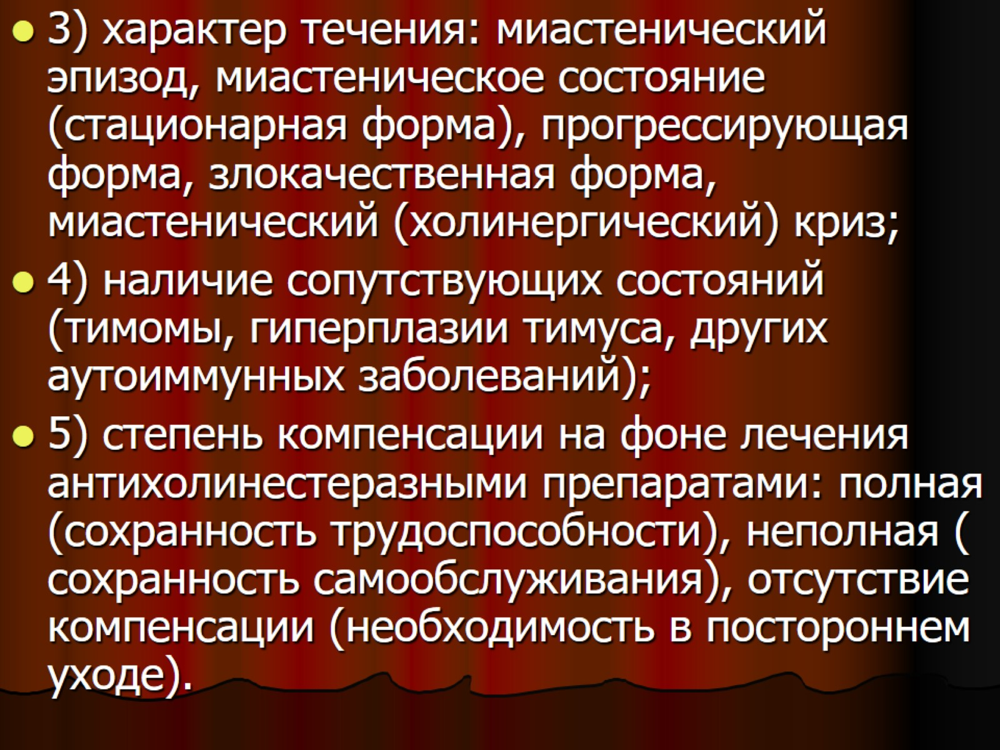 3) характер течения: миастенический
эпизод, миастеническое состояние
(стационарная форма), прогрессирующая
форма, злокачественная форма,
миастенический (холинергический) криз;
4) наличие сопутствующих состояний
(тимомы, гиперплазии тимуса, других
аутоиммунных заболеваний);
5) степень компенсации на фоне лечения
антихолинестеразными препаратами: полная
(сохранность трудоспособности), неполная (
сохранность самообслуживания), отсутствие
компенсации (необходимость в постороннем
уходе).